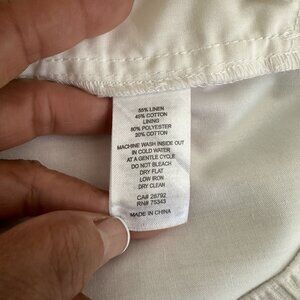 55% LINEN
45% COTTON
LINING
80% POLYESTER
20% COTTON
MACHINE WASH INSIDE OUT
IN COLD WATER
AT A GENTLE CYCLE
DO NOT BLEACH
DRY FLAT
LOW IRON
DRY CLEAN
CA# 28792
RN# 75343
MADE IN CHINA